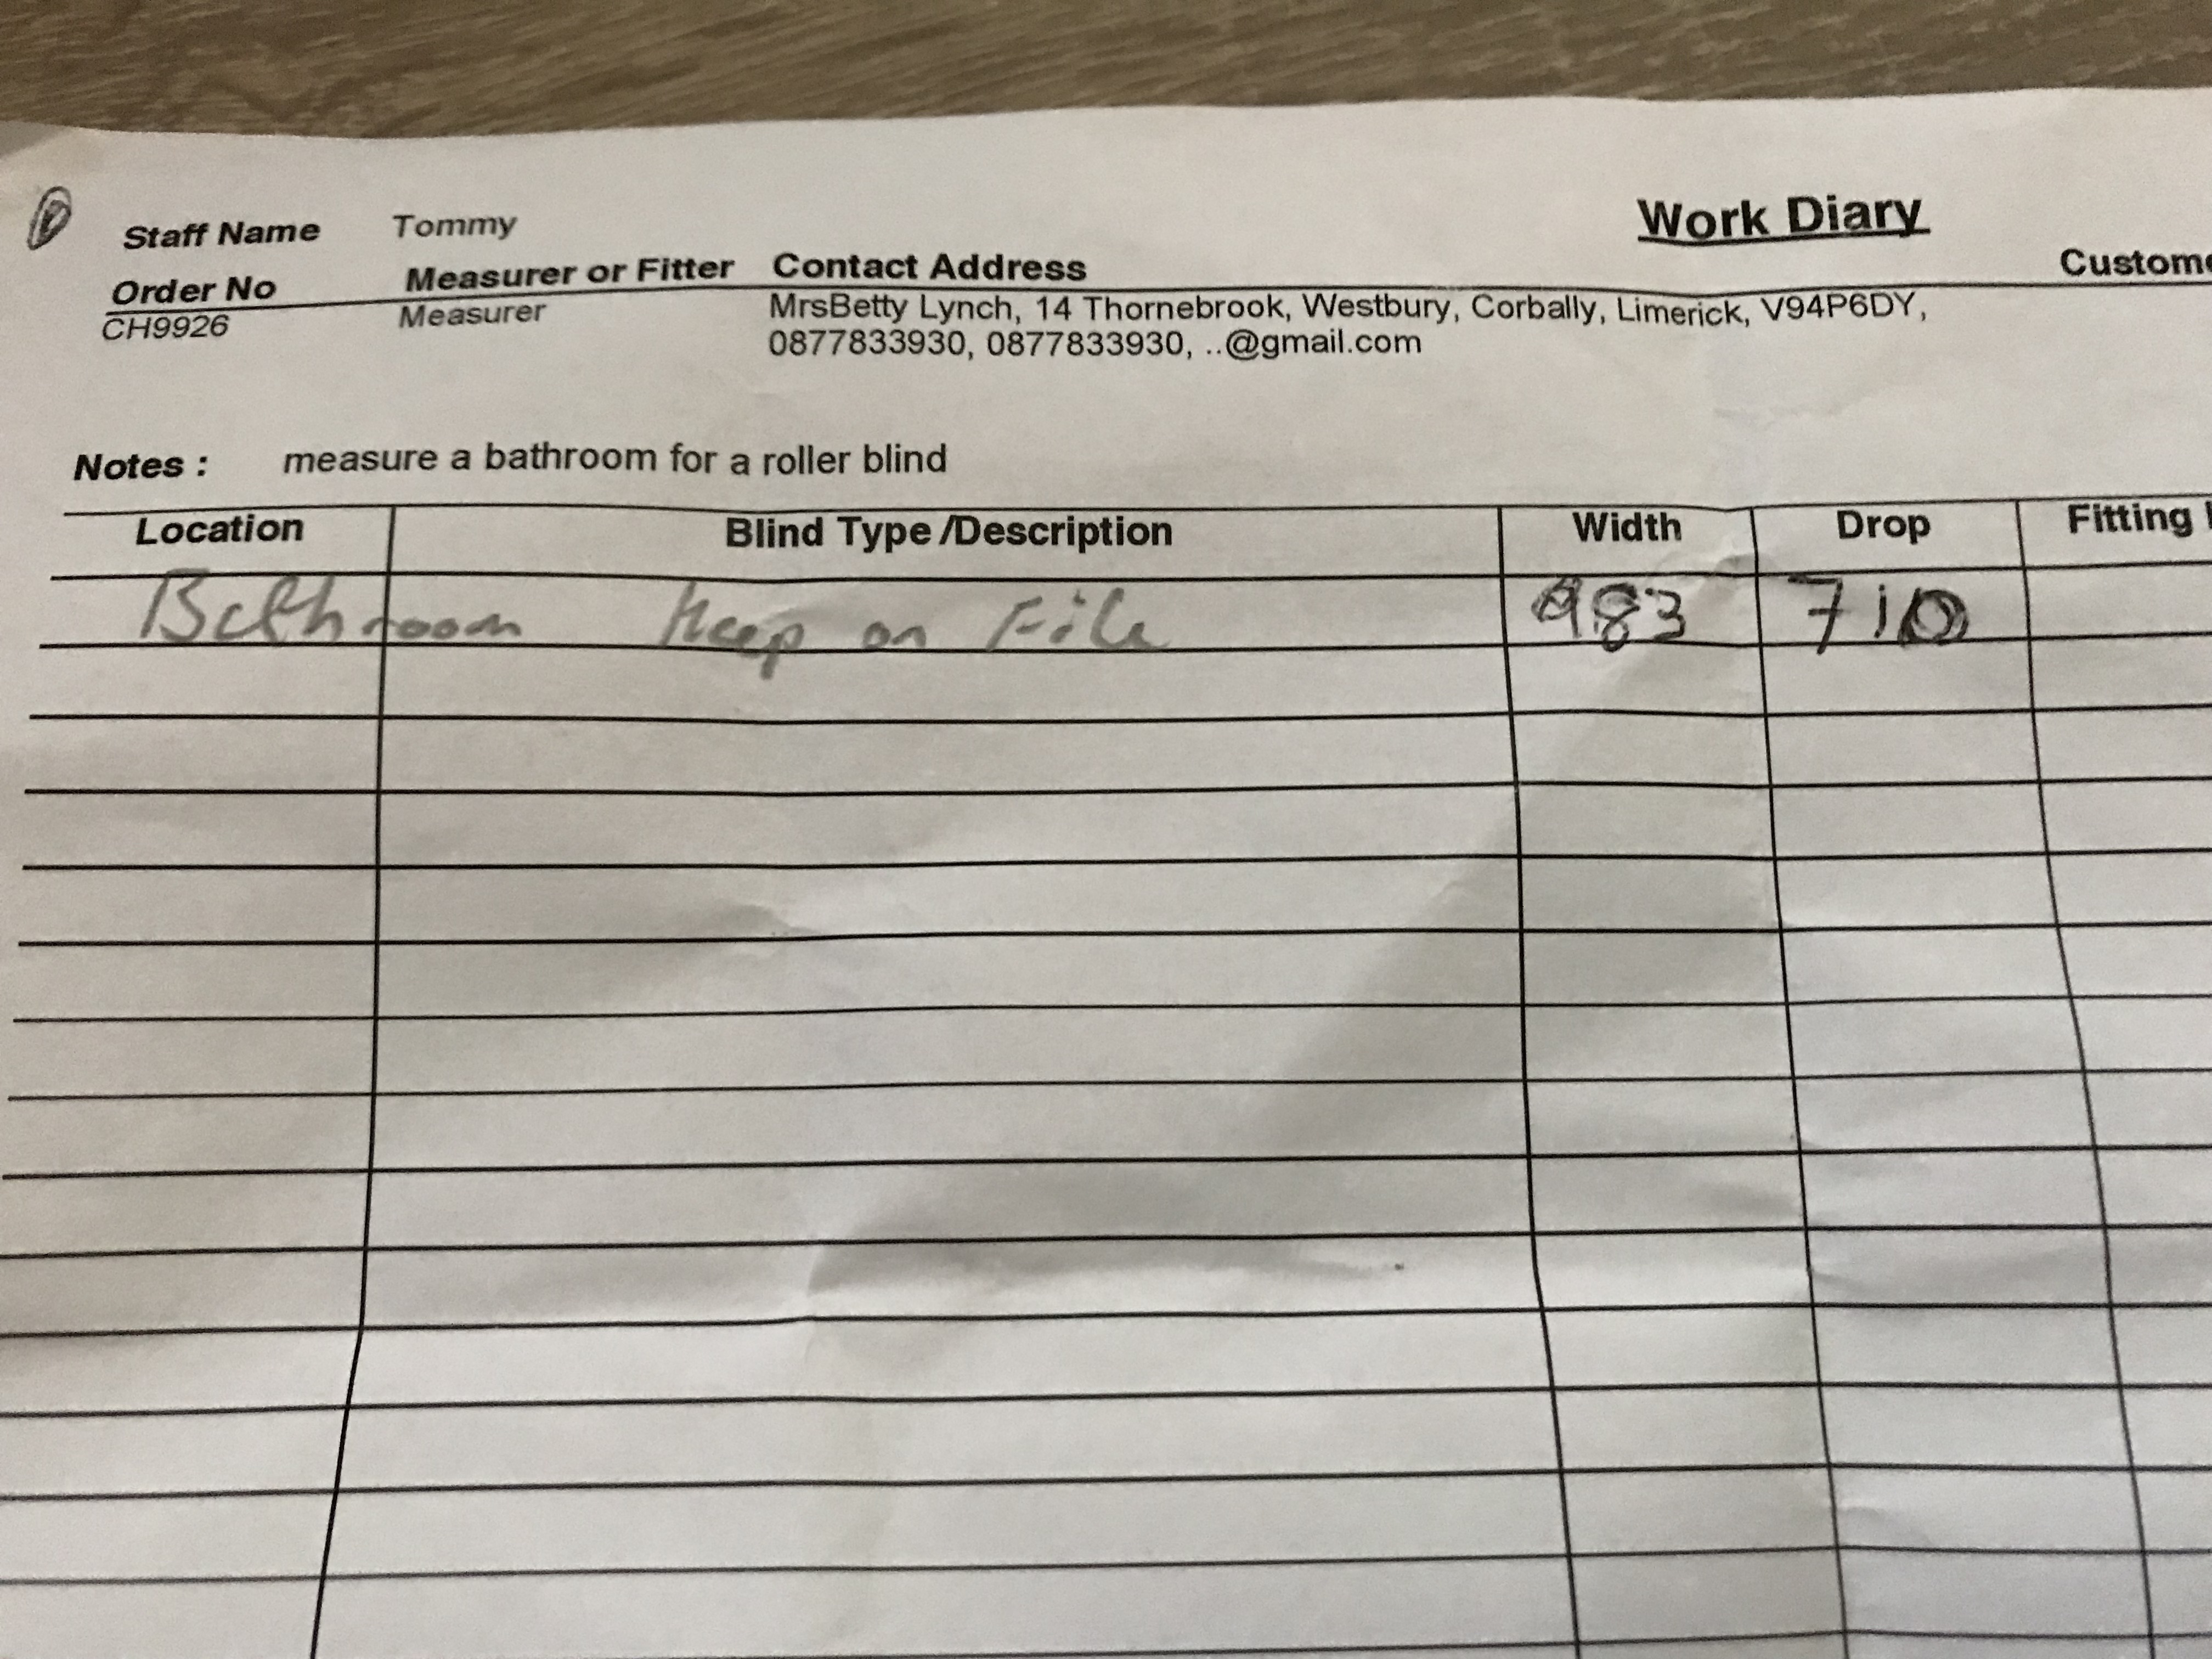 Work Diary
Staff Name Tommy
Order No Measurer or Fitter Contact Address Custome
CH9926 Measurer MrsBetty Lynch, 14 Thornebrook, Westbury, Corbally, Limerick, V94P6DY,
0877833930, 0877833930, ..@gmail.com
Notes : measure a bathroom for a roller blind
Location Blind Type /Description Width Drop Fitting
Bathroom Keep on File 983 710